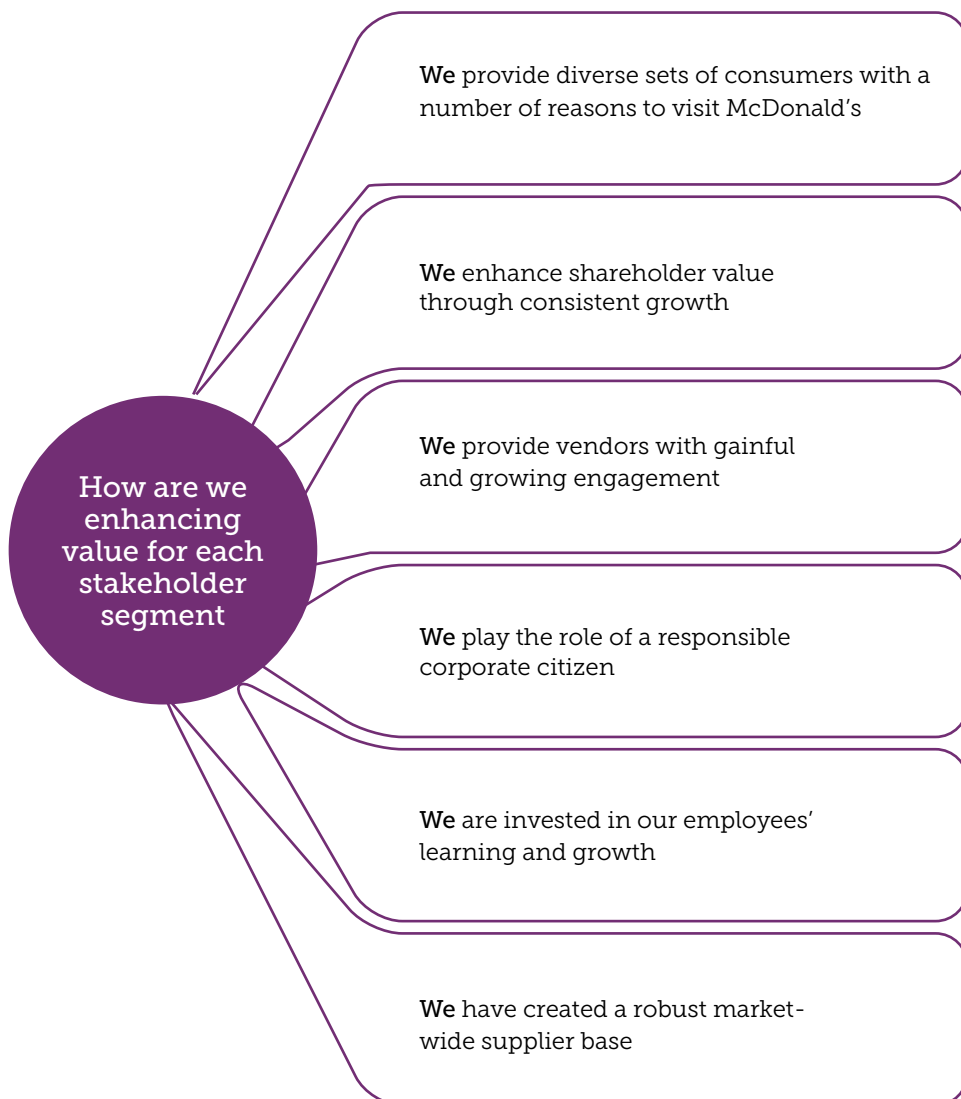 We provide diverse sets of consumers with a
number of reasons to visit McDonald’s
We enhance shareholder value
through consistent growth
We provide vendors with gainful
and growing engagement
How are we
enhancing
value for each
stakeholder
segment
We play the role of a responsible
corporate citizen
We are invested in our employees’
learning and growth
We have created a robust market-
wide supplier base